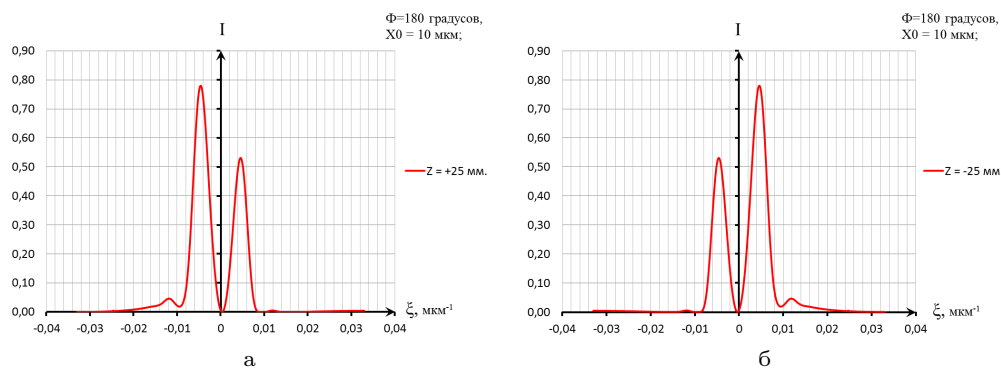 Φ=180 градусов,
X0 = 10 мкм;
I
0,90
0,80
0,70
0,60
0,50
0,40
0,30
0,20
0,10
0,00
-0,04 -0,03 -0,02 -0,01 0 0,01 0,02 0,03 0,04
ξ, мкм⁻¹
Z = +25 мм.
а
Φ=180 градусов,
X0 = 10 мкм;
I
0,90
0,80
0,70
0,60
0,50
0,40
0,30
0,20
0,10
0,00
-0,04 -0,03 -0,02 -0,01 0 0,01 0,02 0,03 0,04
ξ, мкм⁻¹
Z = -25 мм
б